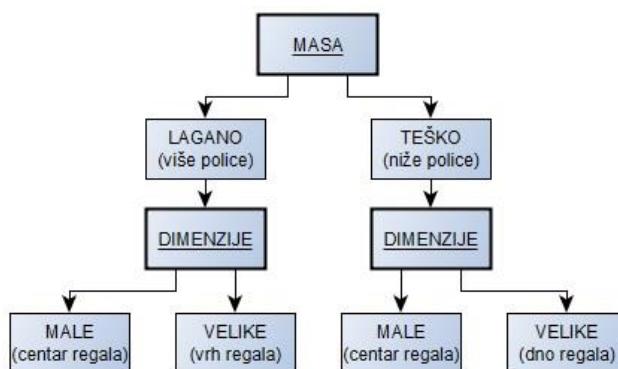 MASA
LAGANO
(više police)
TEŠKO
(niže police)
DIMENZIJE
DIMENZIJE
MALE
(centar regala)
VELIKE
(vrh regala)
MALE
(centar regala)
VELIKE
(dno regala)